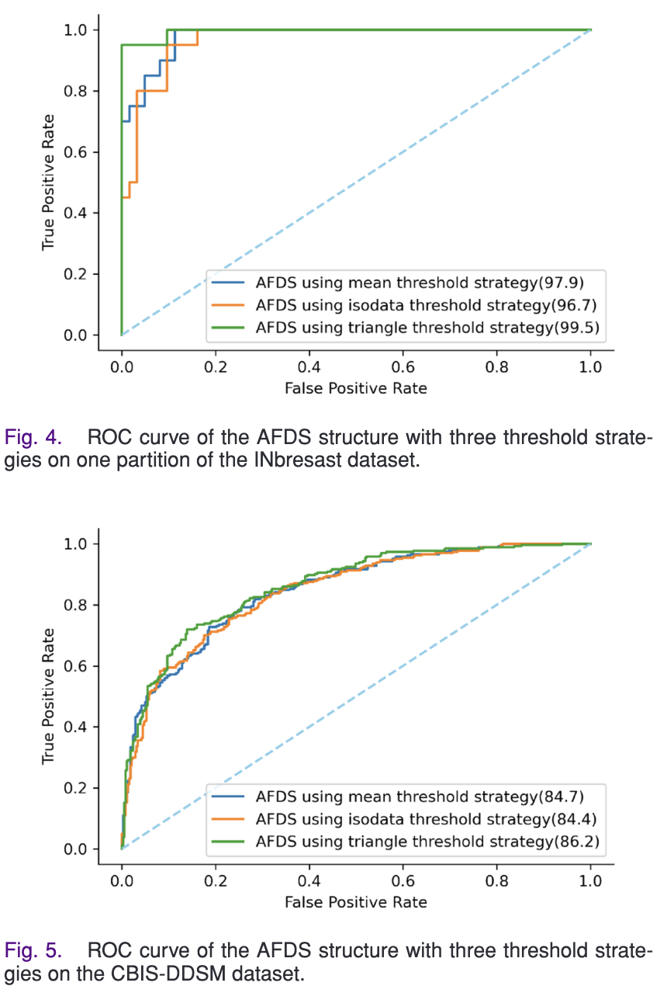 1.0
0.8
0.6
0.4
0.2
0.0
True Positive Rate
AFDS using mean threshold strategy(97.9)
AFDS using isodata threshold strategy(96.7)
AFDS using triangle threshold strategy(99.5)
0.0 0.2 0.4 0.6 0.8 1.0
False Positive Rate
Fig. 4. ROC curve of the AFDS structure with three threshold strate-
gies on one partition of the INbresast dataset.
1.0
0.8
0.6
0.4
0.2
0.0
True Positive Rate
AFDS using mean threshold strategy(84.7)
AFDS using isodata threshold strategy(84.4)
AFDS using triangle threshold strategy(86.2)
0.0 0.2 0.4 0.6 0.8 1.0
False Positive Rate
Fig. 5. ROC curve of the AFDS structure with three threshold strate-
gies on the CBIS-DDSM dataset.